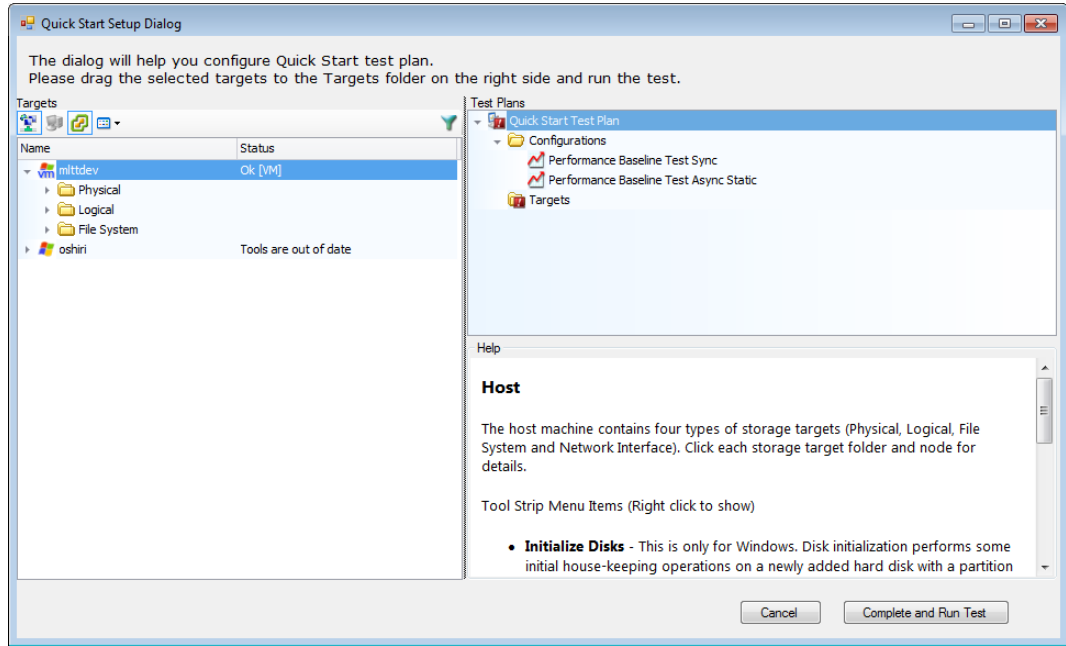 Quick Start Setup Dialog
The dialog will help you configure Quick Start test plan.
Please drag the selected targets to the Targets folder on the right side and run the test.
Targets
Name Status
vm mlttdev Ok [VM]
Physical
Logical
File System
oshiri Tools are out of date
Test Plans
Quick Start Test Plan
Configurations
Performance Baseline Test Sync
Performance Baseline Test Async Static
Targets
Help
Host
The host machine contains four types of storage targets (Physical, Logical, File
System and Network Interface). Click each storage target folder and node for
details.
Tool Strip Menu Items (Right click to show)
• Initialize Disks - This is only for Windows. Disk initialization performs some
initial house-keeping operations on a newly added hard disk with a partition
Cancel Complete and Run Test